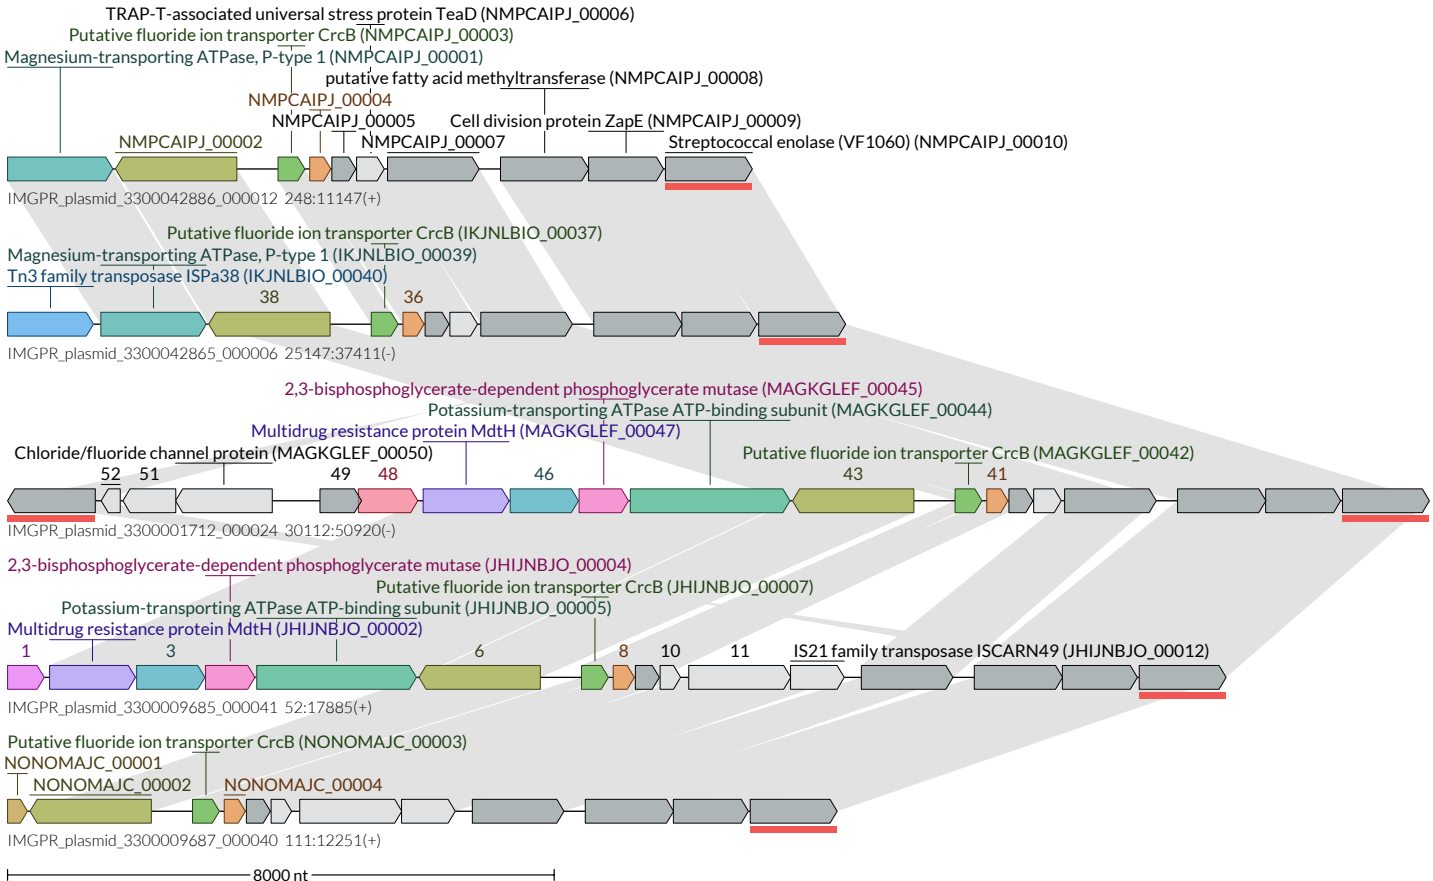 TRAP-T-associated universal stress protein TeaD (NMPCAIPJ_00006)
Putative fluoride ion transporter CrcB (NMPCAIPJ_00003)
Magnesium-transporting ATPase, P-type 1 (NMPCAIPJ_00001)
putative fatty acid methyltransferase (NMPCAIPJ_00008)
NMPCAIPJ_00004
NMPCAIPJ_00005 Cell division protein ZapE (NMPCAIPJ_00009)
NMPCAIPJ_00002 NMPCAIPJ_00007 Streptococcal enolase (VF1060) (NMPCAIPJ_00010)
IMGPR_plasmid_3300042886_000012 248:11147(+)
Putative fluoride ion transporter CrcB (IKJNLBIO_00037)
Magnesium-transporting ATPase, P-type 1 (IKJNLBIO_00039)
Tn3 family transposase ISPa38 (IKJNLBIO_00040)
38 36
IMGPR_plasmid_3300042865_000006 25147:37411(-)
2,3-bisphosphoglycerate-dependent phosphoglycerate mutase (MAGKGLEF_00045)
Potassium-transporting ATPase ATP-binding subunit (MAGKGLEF_00044)
Multidrug resistance protein MdtH (MAGKGLEF_00047)
Chloride/fluoride channel protein (MAGKGLEF_00050) Putative fluoride ion transporter CrcB (MAGKGLEF_00042)
52 51 49 48 46 43 41
IMGPR_plasmid_3300001712_000024 30112:50920(-)
2,3-bisphosphoglycerate-dependent phosphoglycerate mutase (JHIJNBJO_00004)
Putative fluoride ion transporter CrcB (JHIJNBJO_00007)
Potassium-transporting ATPase ATP-binding subunit (JHIJNBJO_00005)
Multidrug resistance protein MdtH (JHIJNBJO_00002)
1 3 6 8 10 11 IS21 family transposase ISCARN49 (JHIJNBJO_00012)
IMGPR_plasmid_3300009685_000041 52:17885(+)
Putative fluoride ion transporter CrcB (NONOMAJC_00003)
NONOMAJC_00001
NONOMAJC_00002 NONOMAJC_00004
IMGPR_plasmid_3300009687_000040 111:12251(+)
8000 nt